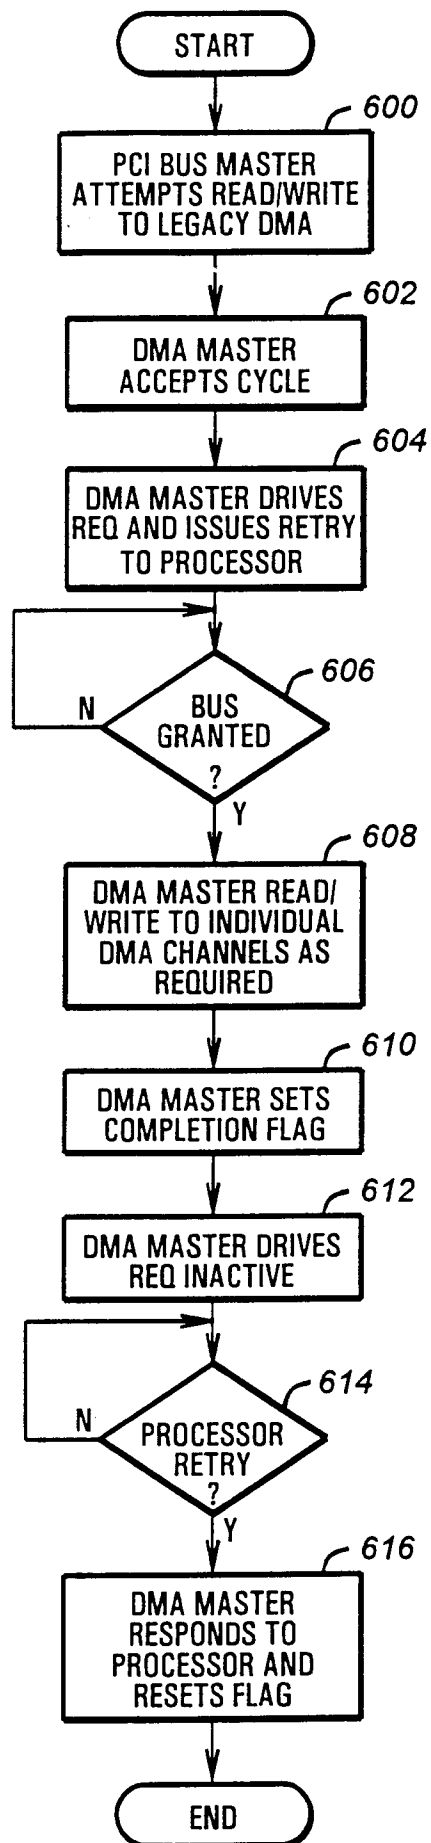 START
600
PCI BUS MASTER
ATTEMPTS READ/WRITE
TO LEGACY DMA
602
DMA MASTER
ACCEPTS CYCLE
604
DMA MASTER DRIVES
REQ AND ISSUES RETRY
TO PROCESSOR
606
BUS
GRANTED
?
N
Y
608
DMA MASTER READ/
WRITE TO INDIVIDUAL
DMA CHANNELS AS
REQUIRED
610
DMA MASTER SETS
COMPLETION FLAG
612
DMA MASTER DRIVES
REQ INACTIVE
614
PROCESSOR
RETRY
?
N
Y
616
DMA MASTER
RESPONDS TO
PROCESSOR AND
RESETS FLAG
END